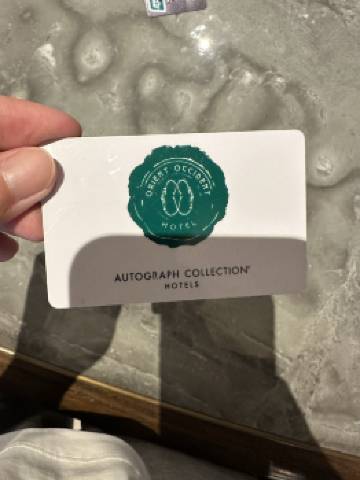 ORIENT OCCIDENT
HOTEL
AUTOGRAPH COLLECTION®
HOTELS